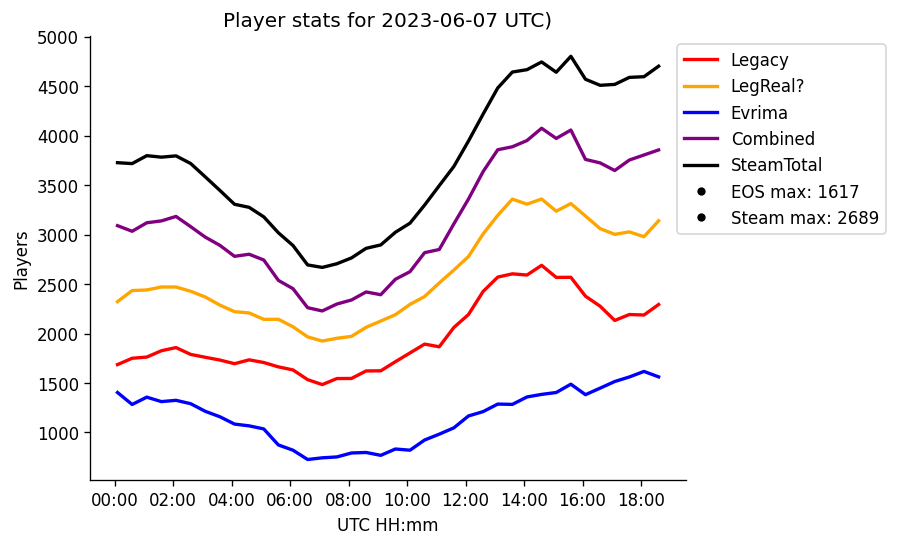 Player stats for 2023-06-07 UTC)
5000
4500
4000
3500
3000
2500
2000
1500
1000
Players
00:00 02:00 04:00 06:00 08:00 10:00 12:00 14:00 16:00 18:00
UTC HH:mm
Legacy
LegReal?
Evrima
Combined
SteamTotal
EOS max: 1617
Steam max: 2689